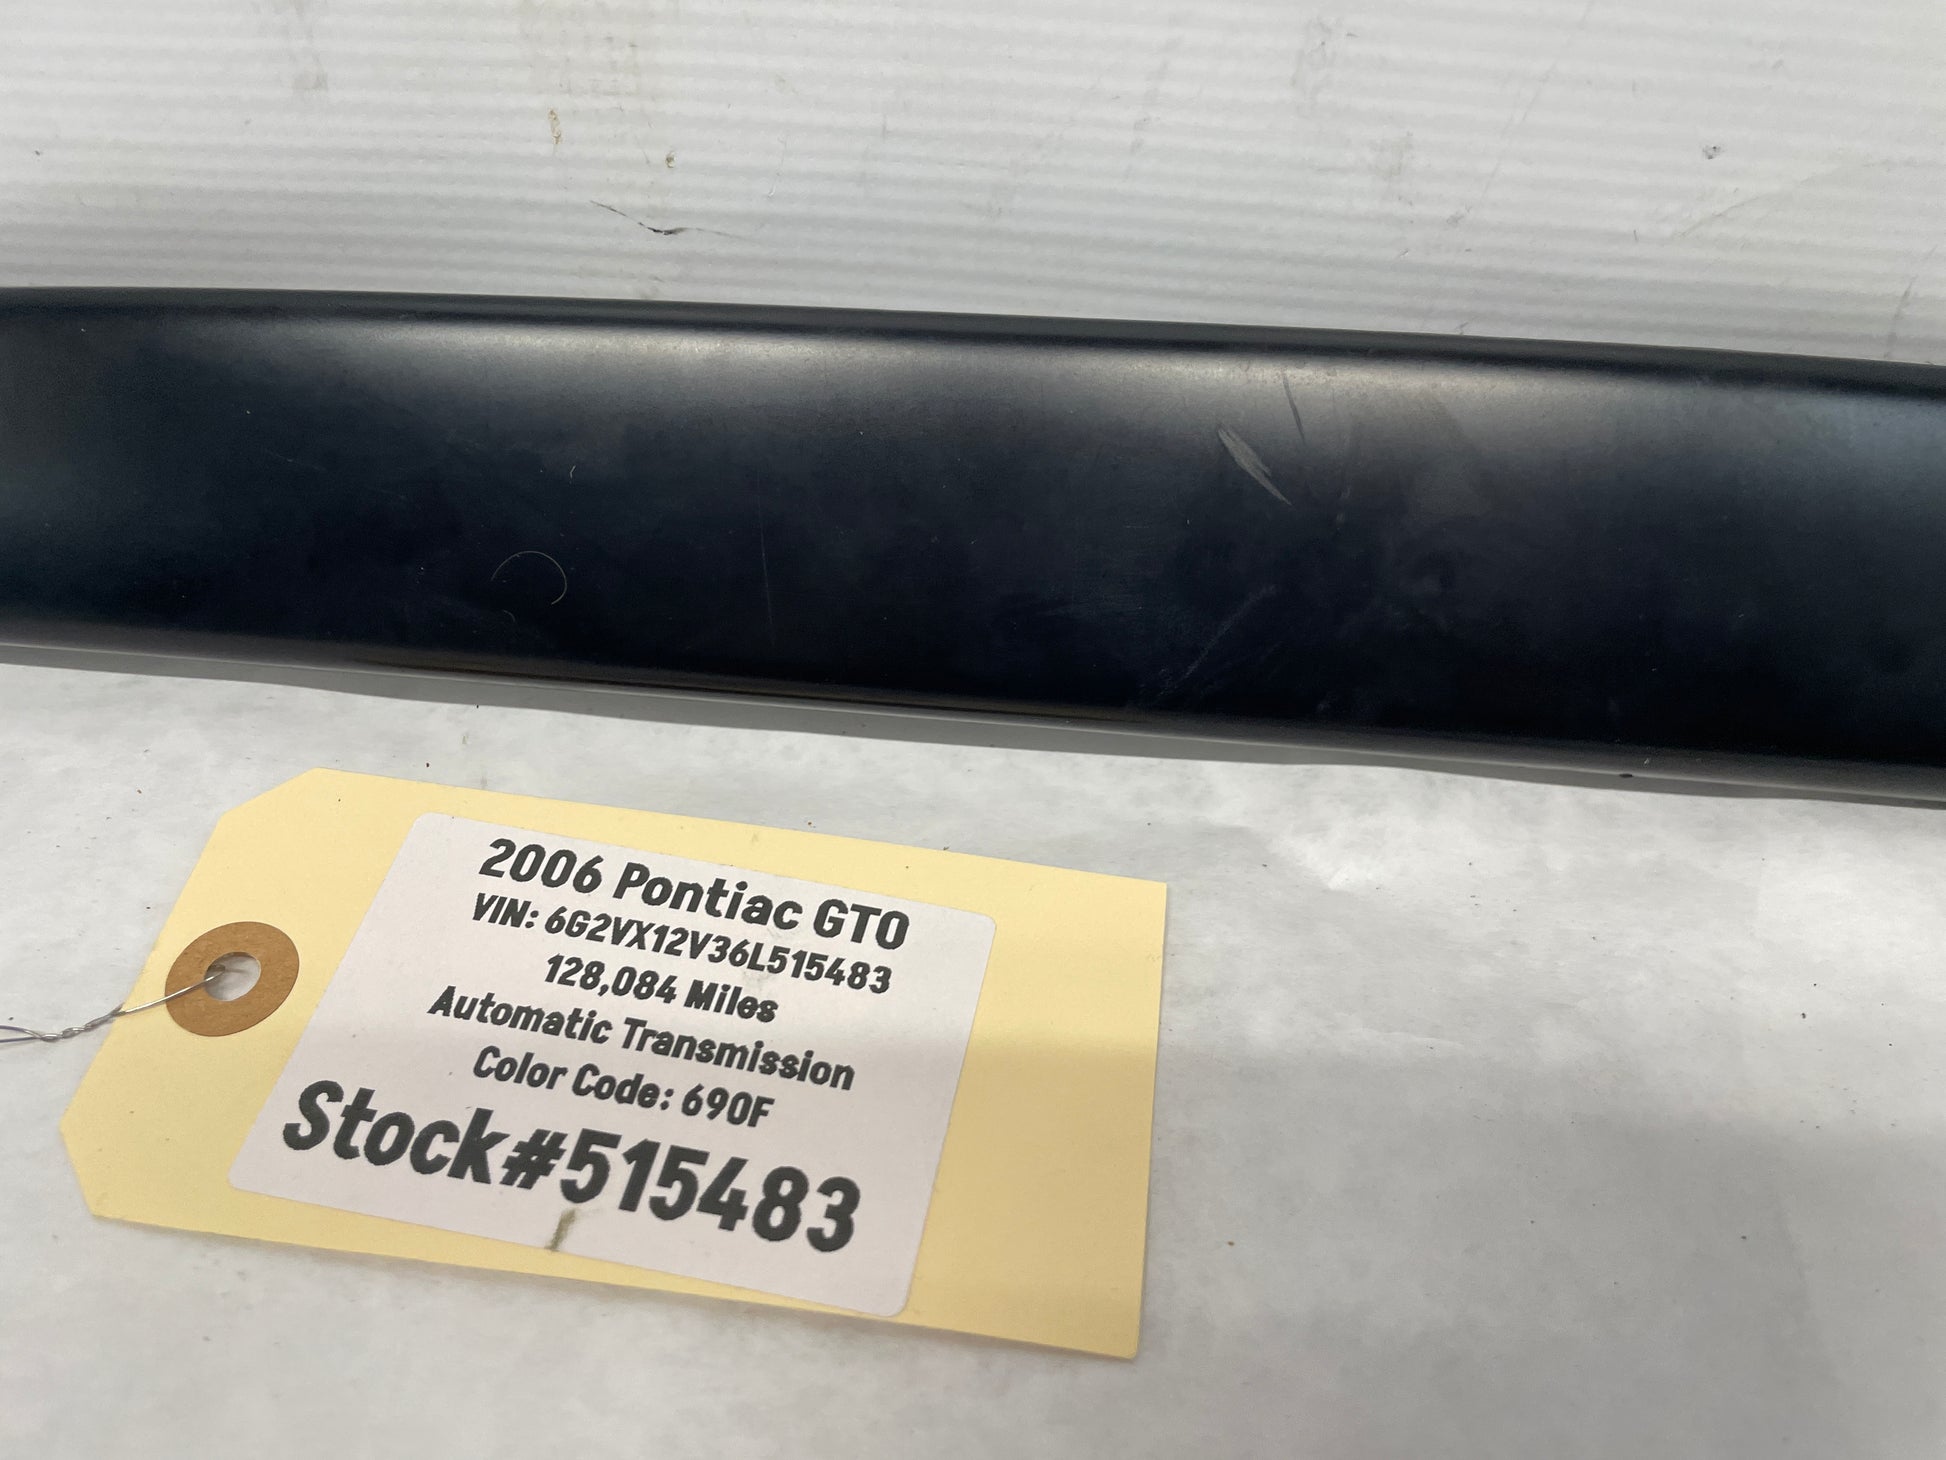 2006 Pontiac GTO
VIN: 6G2VX12V36L515483
128,084 Miles
Automatic Transmission
Color Code: 690F
Stock#515483